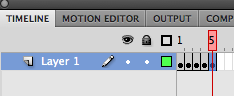 TIMELINE MOTION EDITOR OUTPUT COMP
1 5
Layer 1